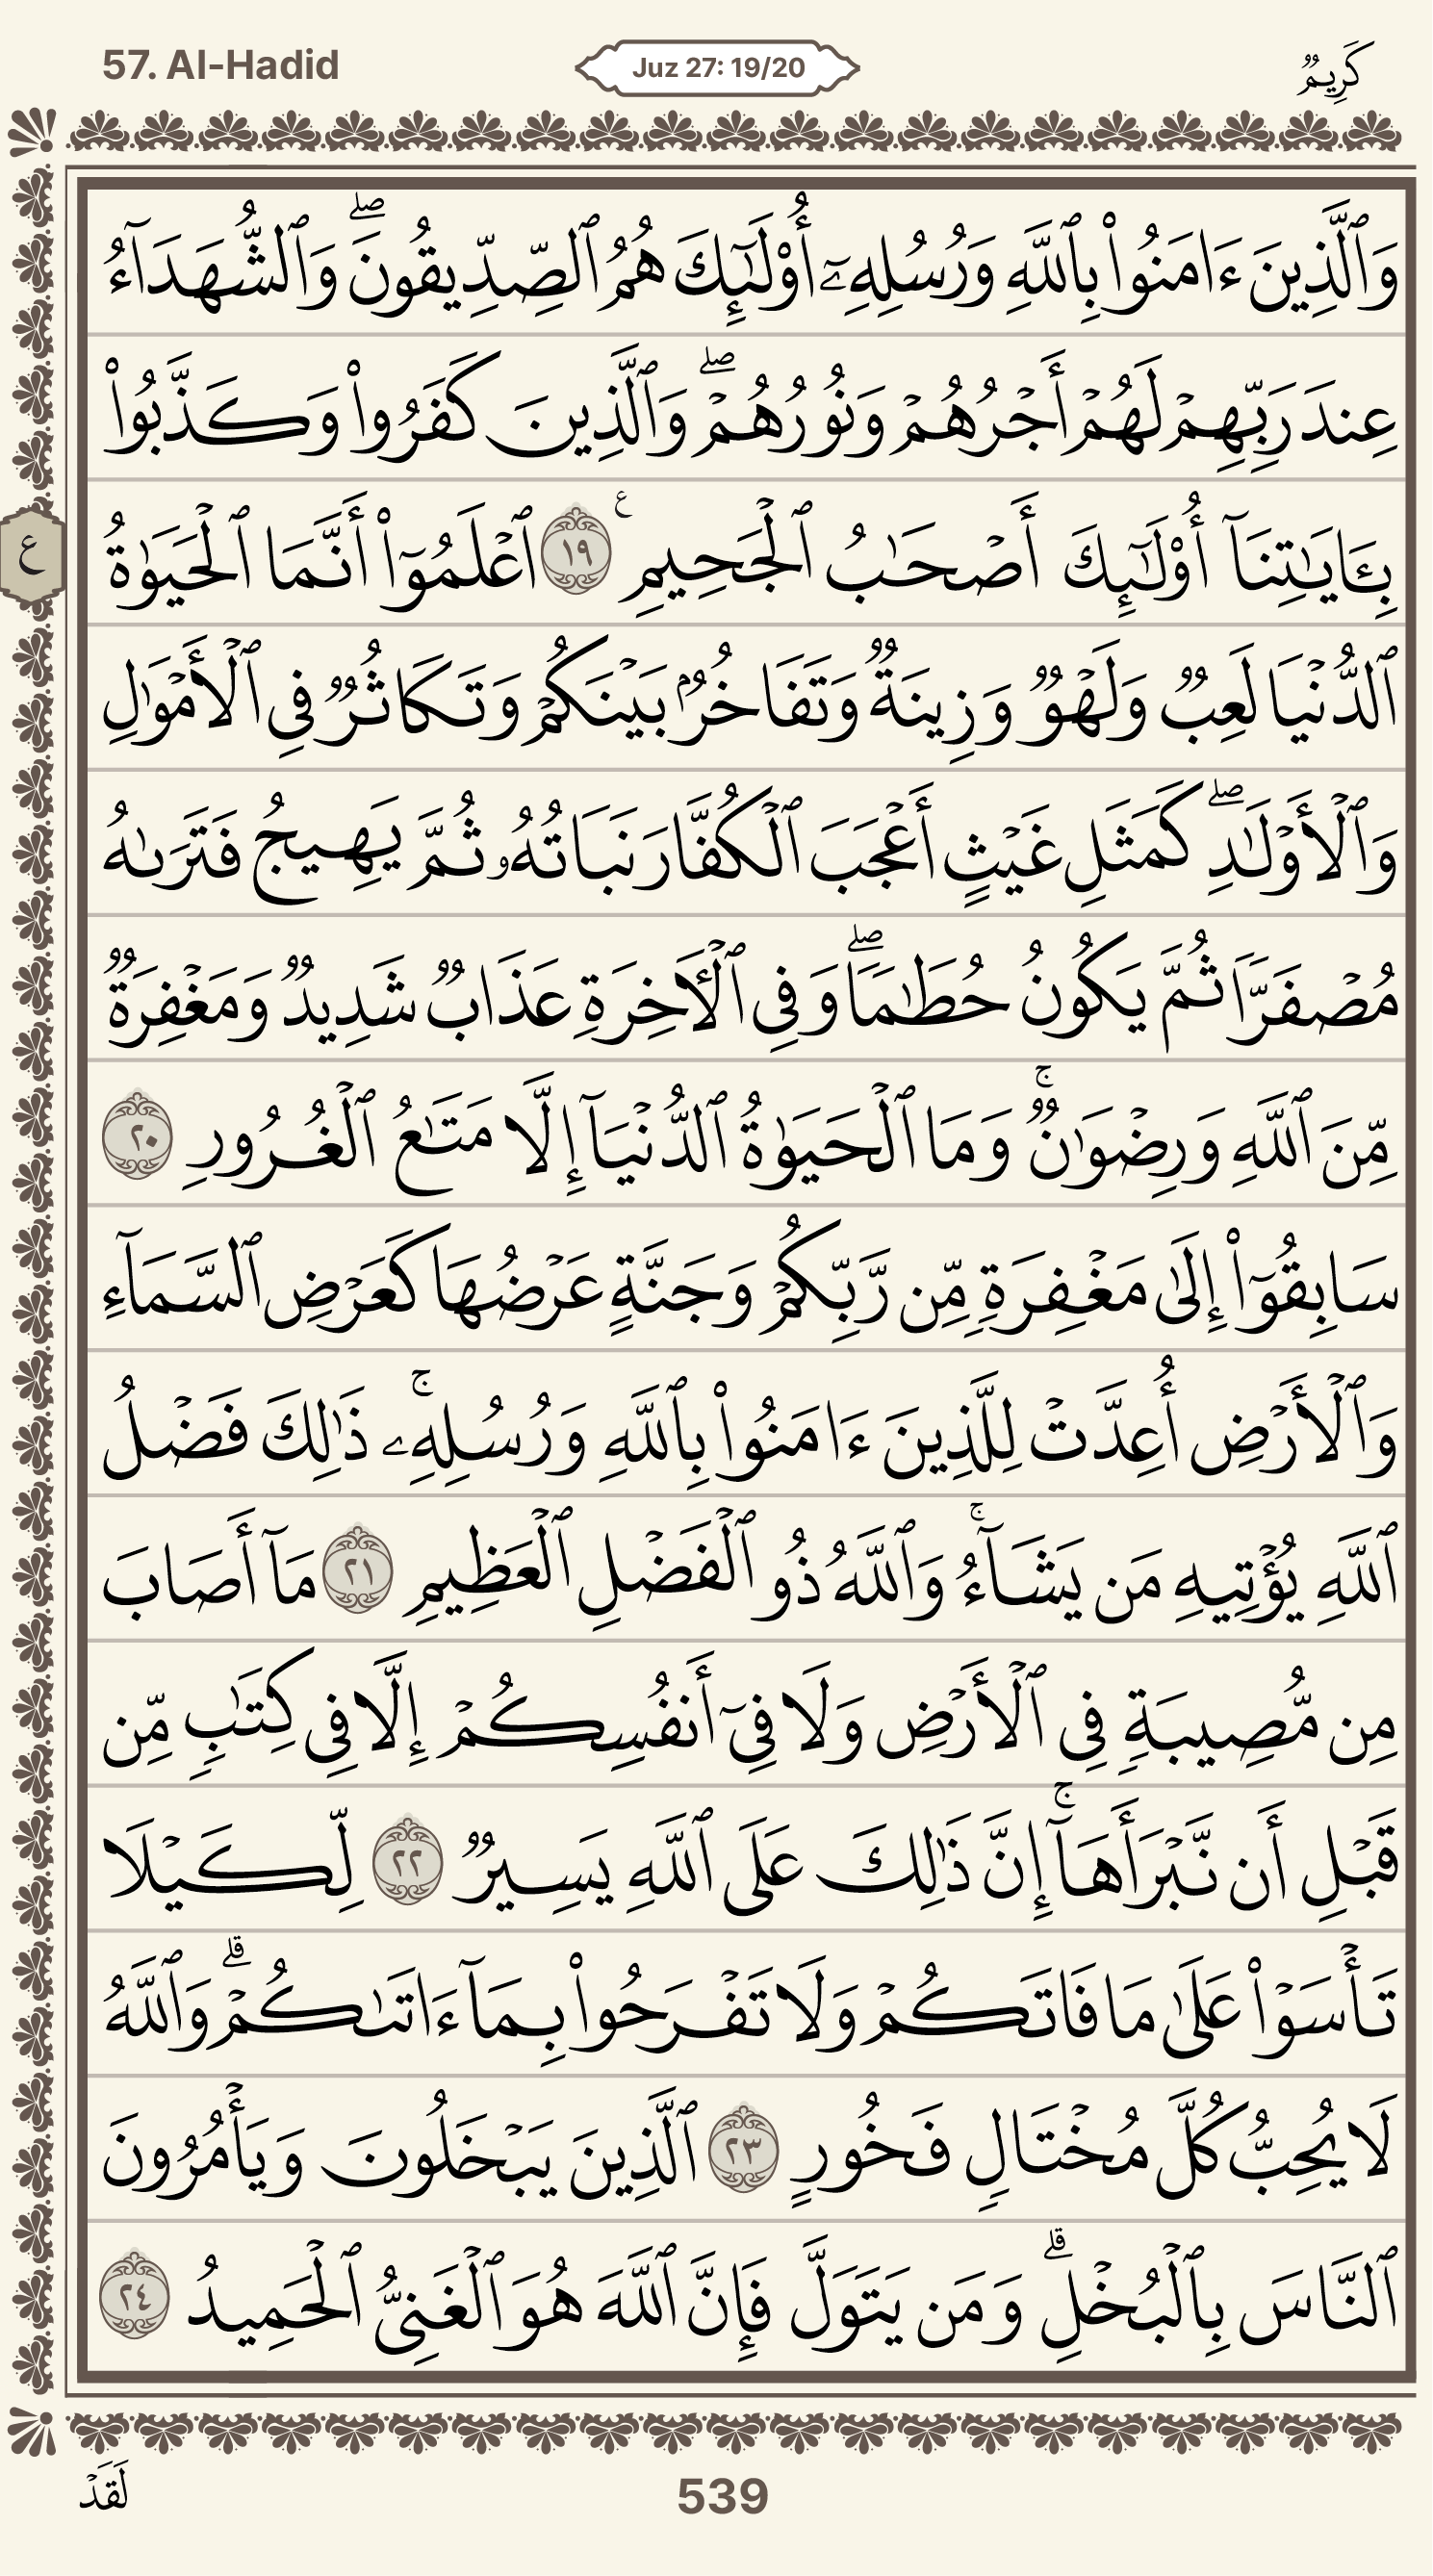 57. Al-Hadid
Juz 27: 19/20
كَرِيمٌ
وَٱلَّذِينَ ءَامَنُوا۟ بِٱللَّهِ وَرُسُلِهِۦٓ أُو۟لَـٰٓئِكَ هُمُ ٱلصِّدِّيقُونَ ۖ وَٱلشُّهَدَآءُ
عِندَ رَبِّهِمْ لَهُمْ أَجْرُهُمْ وَنُورُهُمْ ۖ وَٱلَّذِينَ كَفَرُوا۟ وَكَذَّبُوا۟
بِـَٔايَـٰتِنَآ أُو۟لَـٰٓئِكَ أَصْحَـٰبُ ٱلْجَحِيمِ ع ١٩ ٱعْلَمُوٓا۟ أَنَّمَا ٱلْحَيَوٰةُ
ع
ٱلدُّنْيَا لَعِبٌ وَلَهْوٌ وَزِينَةٌ وَتَفَاخُرٌۢ بَيْنَكُمْ وَتَكَاثُرٌ فِى ٱلْأَمْوَٰلِ
وَٱلْأَوْلَـٰدِ ۖ كَمَثَلِ غَيْثٍ أَعْجَبَ ٱلْكُفَّارَ نَبَاتُهُۥ ثُمَّ يَهِيجُ فَتَرَىٰهُ
مُصْفَرًّا ثُمَّ يَكُونُ حُطَـٰمًا ۖ وَفِى ٱلْـَٔاخِرَةِ عَذَابٌ شَدِيدٌ وَمَغْفِرَةٌ
مِّنَ ٱللَّهِ وَرِضْوَٰنٌ ۚ وَمَا ٱلْحَيَوٰةُ ٱلدُّنْيَآ إِلَّا مَتَـٰعُ ٱلْغُرُورِ ٢٠
سَابِقُوٓا۟ إِلَىٰ مَغْفِرَةٍ مِّن رَّبِّكُمْ وَجَنَّةٍ عَرْضُهَا كَعَرْضِ ٱلسَّمَآءِ
وَٱلْأَرْضِ أُعِدَّتْ لِلَّذِينَ ءَامَنُوا۟ بِٱللَّهِ وَرُسُلِهِۦ ۚ ذَٰلِكَ فَضْلُ
ٱللَّهِ يُؤْتِيهِ مَن يَشَآءُ ۚ وَٱللَّهُ ذُو ٱلْفَضْلِ ٱلْعَظِيمِ ٢١ مَآ أَصَابَ
مِن مُّصِيبَةٍ فِى ٱلْأَرْضِ وَلَا فِىٓ أَنفُسِكُمْ إِلَّا فِى كِتَـٰبٍ مِّن
قَبْلِ أَن نَّبْرَأَهَآ ۚ إِنَّ ذَٰلِكَ عَلَى ٱللَّهِ يَسِيرٌ ٢٢ لِّكَيْلَا
تَأْسَوْا۟ عَلَىٰ مَا فَاتَكُمْ وَلَا تَفْرَحُوا۟ بِمَآ ءَاتَىٰكُمْ ۗ وَٱللَّهُ
لَا يُحِبُّ كُلَّ مُخْتَالٍ فَخُورٍ ٢٣ ٱلَّذِينَ يَبْخَلُونَ وَيَأْمُرُونَ
ٱلنَّاسَ بِٱلْبُخْلِ ۗ وَمَن يَتَوَلَّ فَإِنَّ ٱللَّهَ هُوَ ٱلْغَنِىُّ ٱلْحَمِيدُ ٢٤
لَقَدْ
539